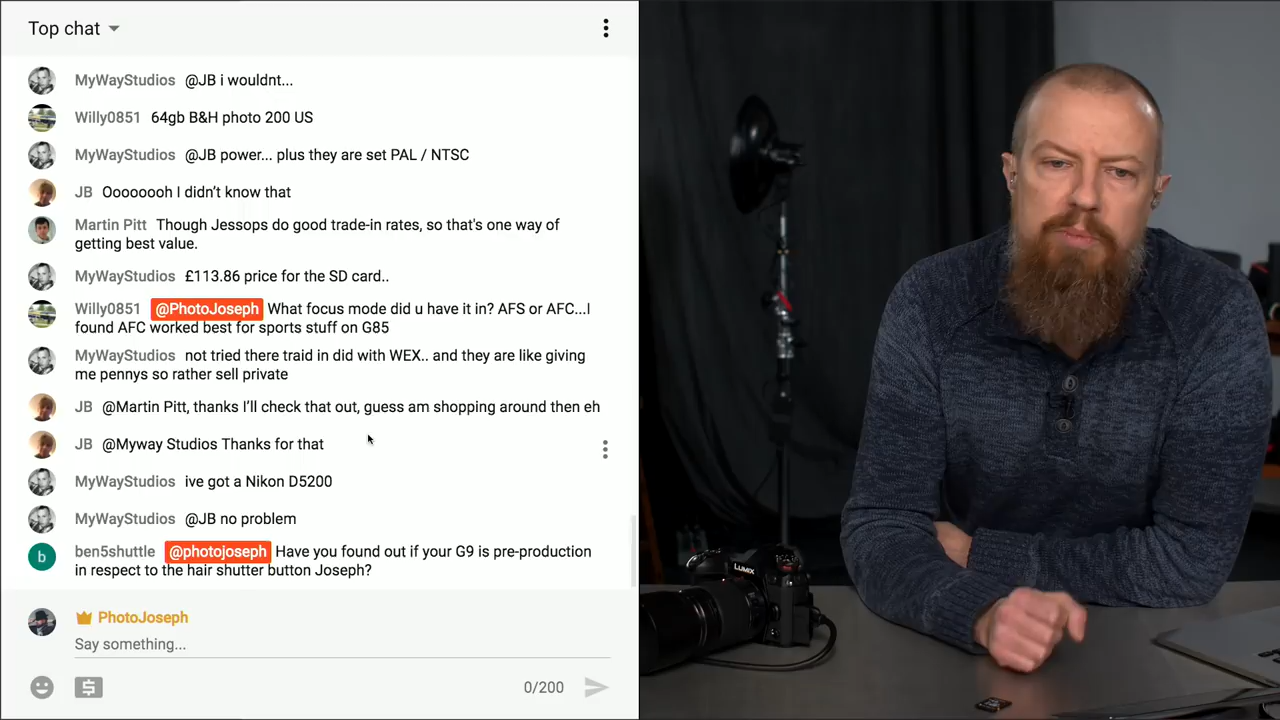 Top chat
MyWayStudios @JB i wouldnt...
Willy0851 64gb B&H photo 200 US
MyWayStudios @JB power... plus they are set PAL / NTSC
JB Ooooooooh I didn't know that
Martin Pitt Though Jessops do good trade-in rates, so that's one way of
getting best value.
MyWayStudios £113.86 price for the SD card..
Willy0851 @PhotoJoseph What focus mode did u have it in? AFS or AFC...I
found AFC worked best for sports stuff on G85
MyWayStudios not tried there traid in did with WEX.. and they are like giving
me pennys so rather sell private
JB @Martin Pitt, thanks I'll check that out, guess am shopping around then eh
JB @Myway Studios Thanks for that
MyWayStudios ive got a Nikon D5200
MyWayStudios @JB no problem
b
ben5shuttle @photojoseph Have you found out if your G9 is pre-production
in respect to the hair shutter button Joseph?
PhotoJoseph
Say something...
0/200
LUMIX